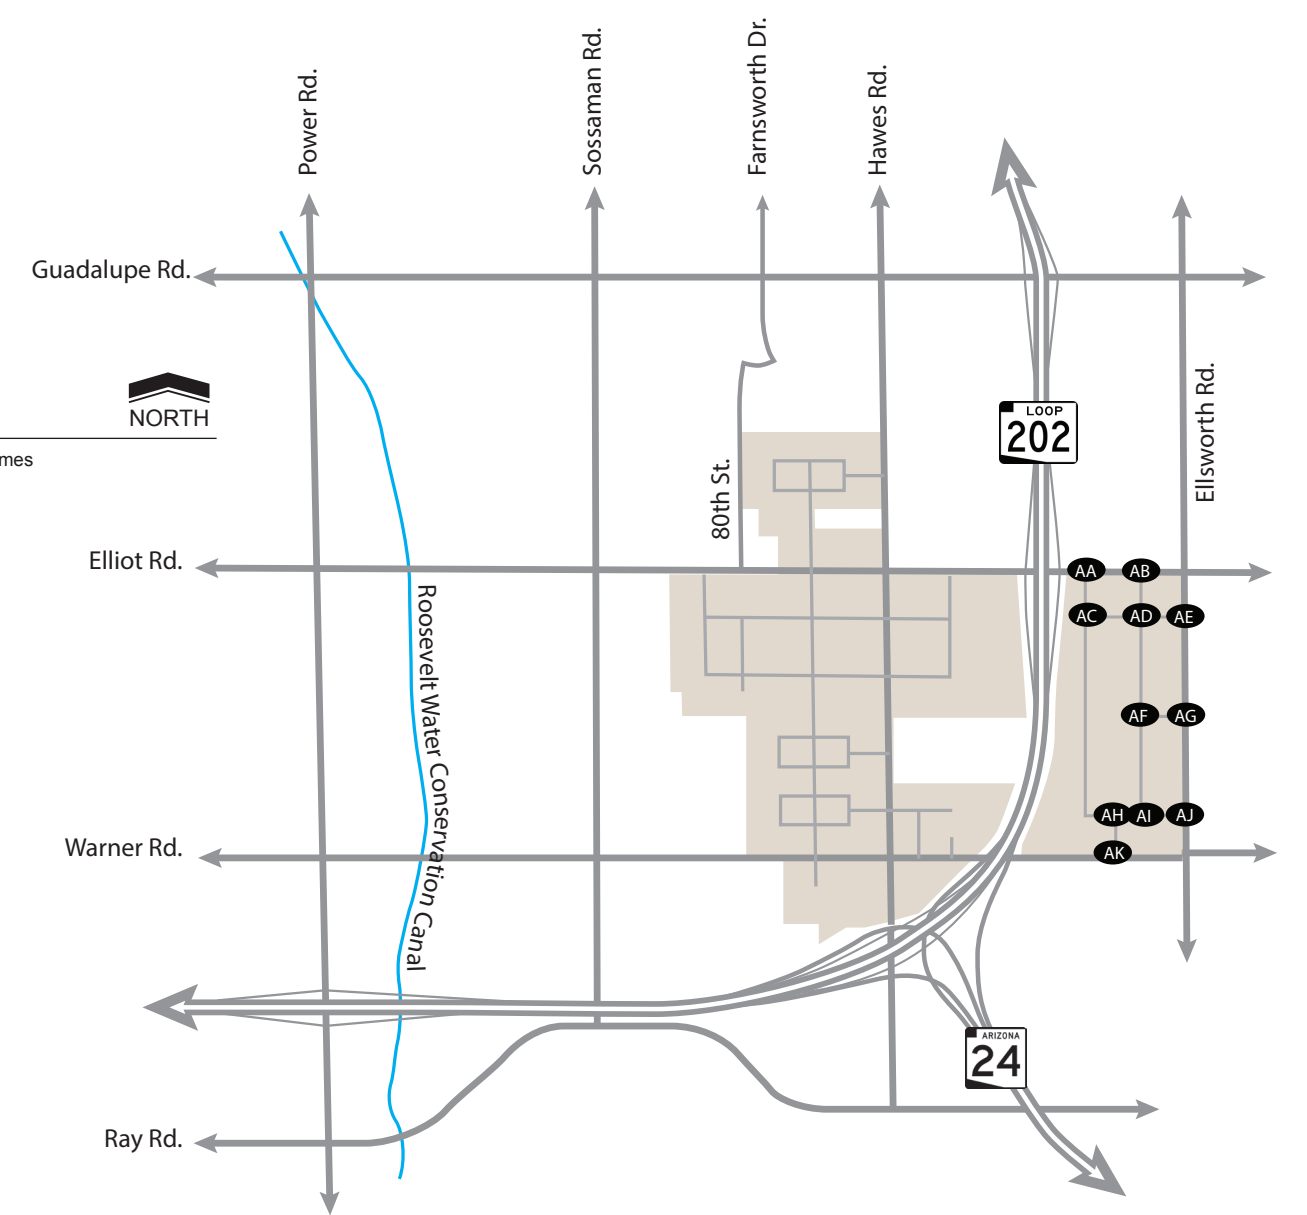 Power Rd.
Sossaman Rd.
Farnsworth Dr.
Hawes Rd.
Guadalupe Rd.
NORTH
mes
LOOP
202
Ellsworth Rd.
80th St.
Elliot Rd.
AA
AB
AC
AD
AE
Roosevelt Water Conservation Canal
AF
AG
AH
AI
AJ
Warner Rd.
AK
ARIZONA
24
Ray Rd.